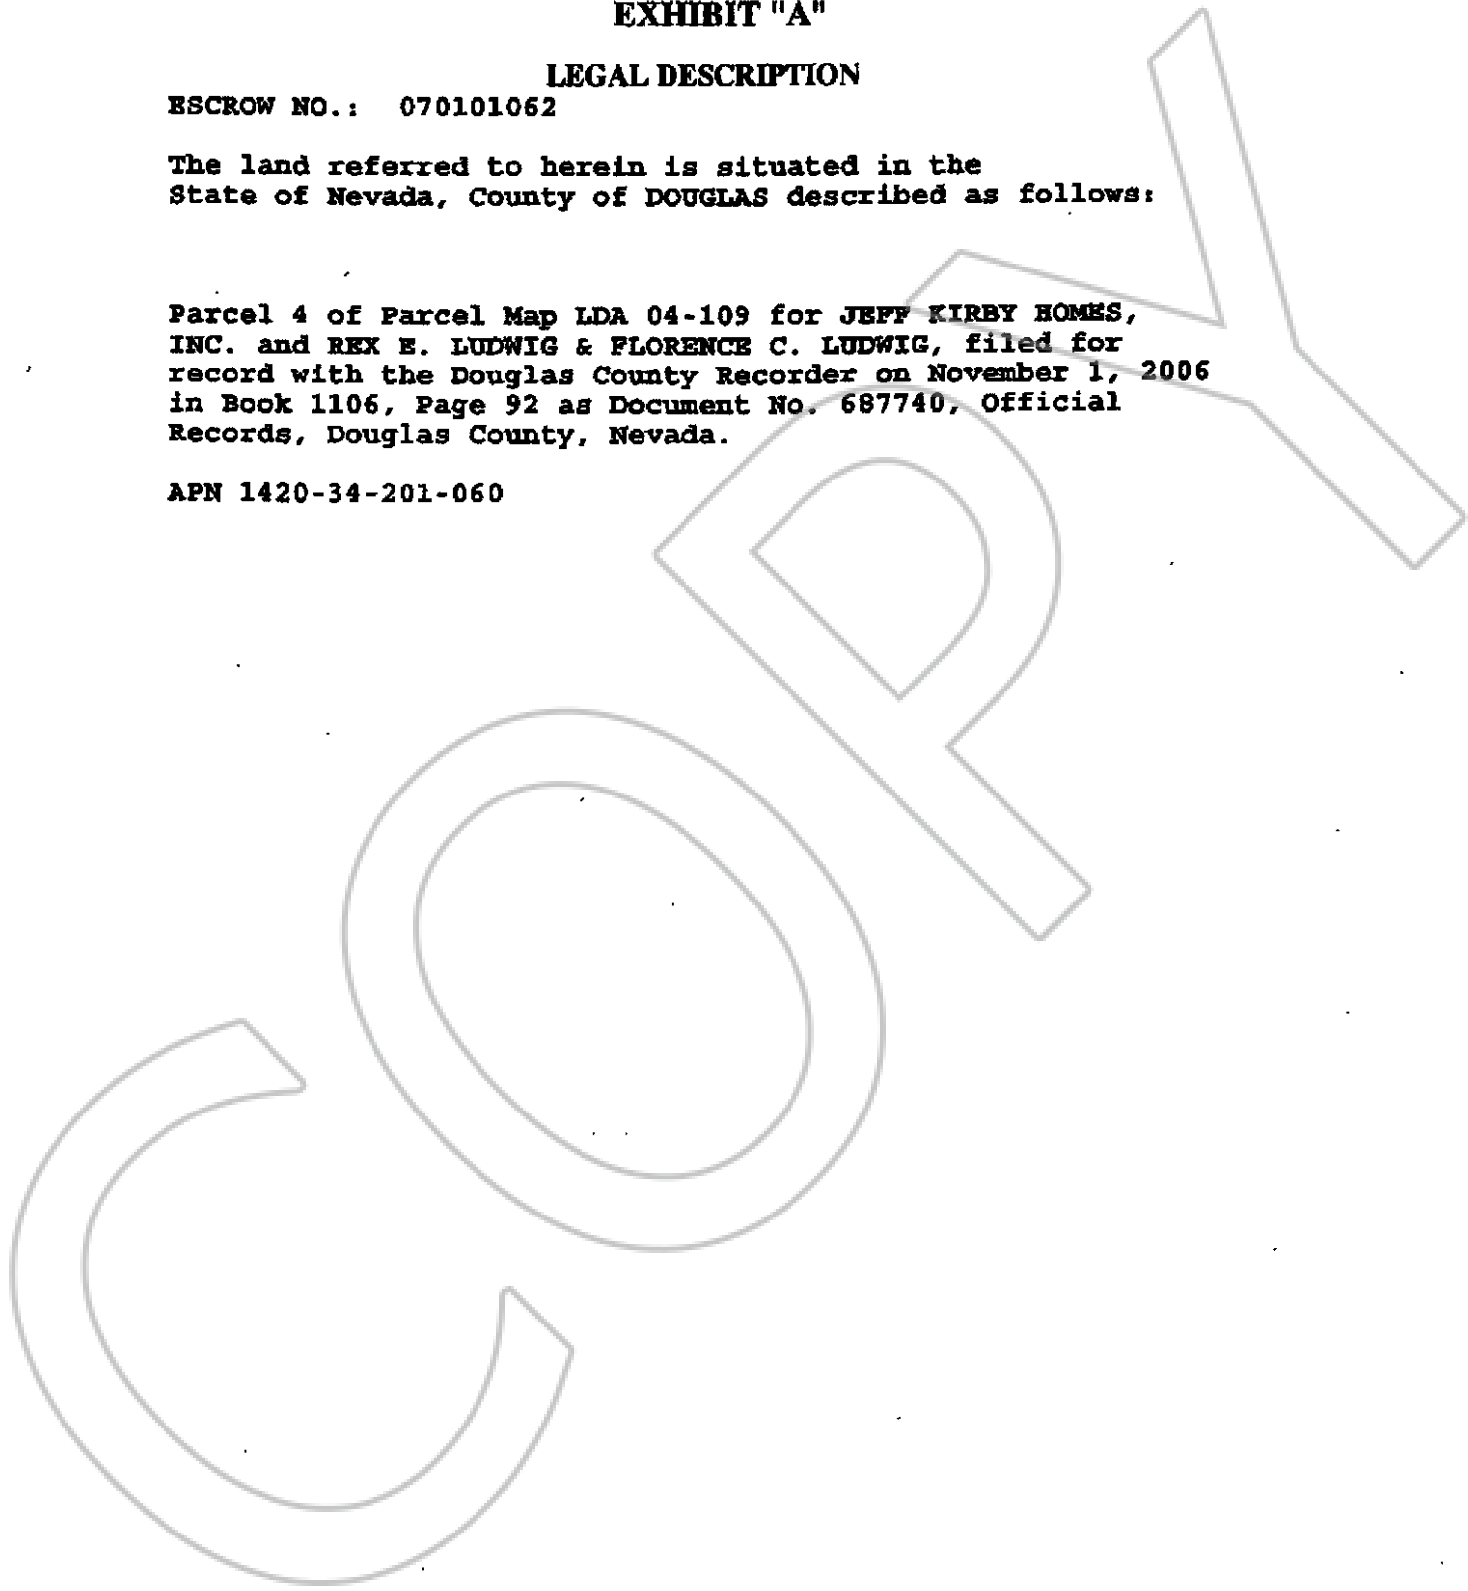 EXHIBIT "A"
LEGAL DESCRIPTION
ESCROW NO.: 070101062
The land referred to herein is situated in the
State of Nevada, County of DOUGLAS described as follows:
Parcel 4 of Parcel Map LDA 04-109 for JEFF KIRBY HOMES,
INC. and REX E. LUDWIG & FLORENCE C. LUDWIG, filed for
record with the Douglas County Recorder on November 1, 2006
in Book 1106, Page 92 as Document No. 687740, Official
Records, Douglas County, Nevada.
APN 1420-34-201-060
COPY